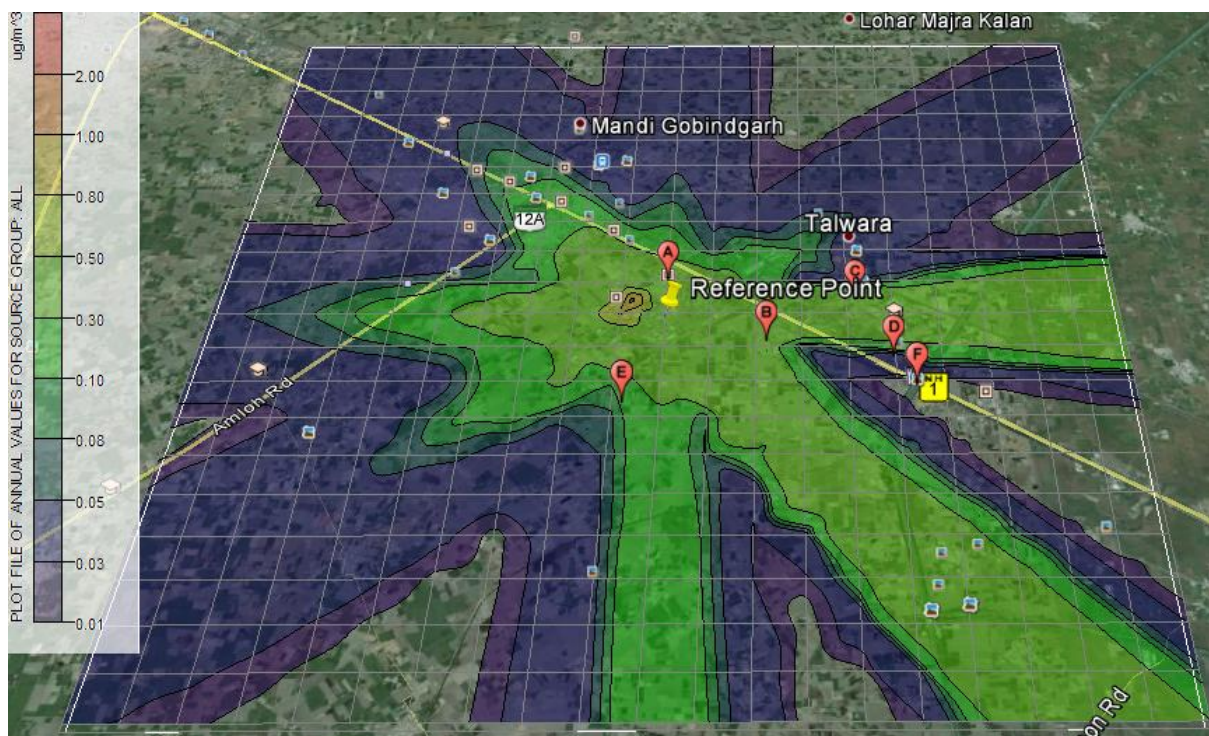 ug/m^3
PLOT FILE OF ANNUAL VALUES FOR SOURCE GROUP: ALL
2.00
1.00
0.80
0.50
0.30
0.10
0.08
0.05
0.03
0.01
Lohar Majra Kalan
Mandi Gobindgarh
12A
Talwara
A
C
Reference Point
B
D
F
E
1
Amloh Rd
on Rd